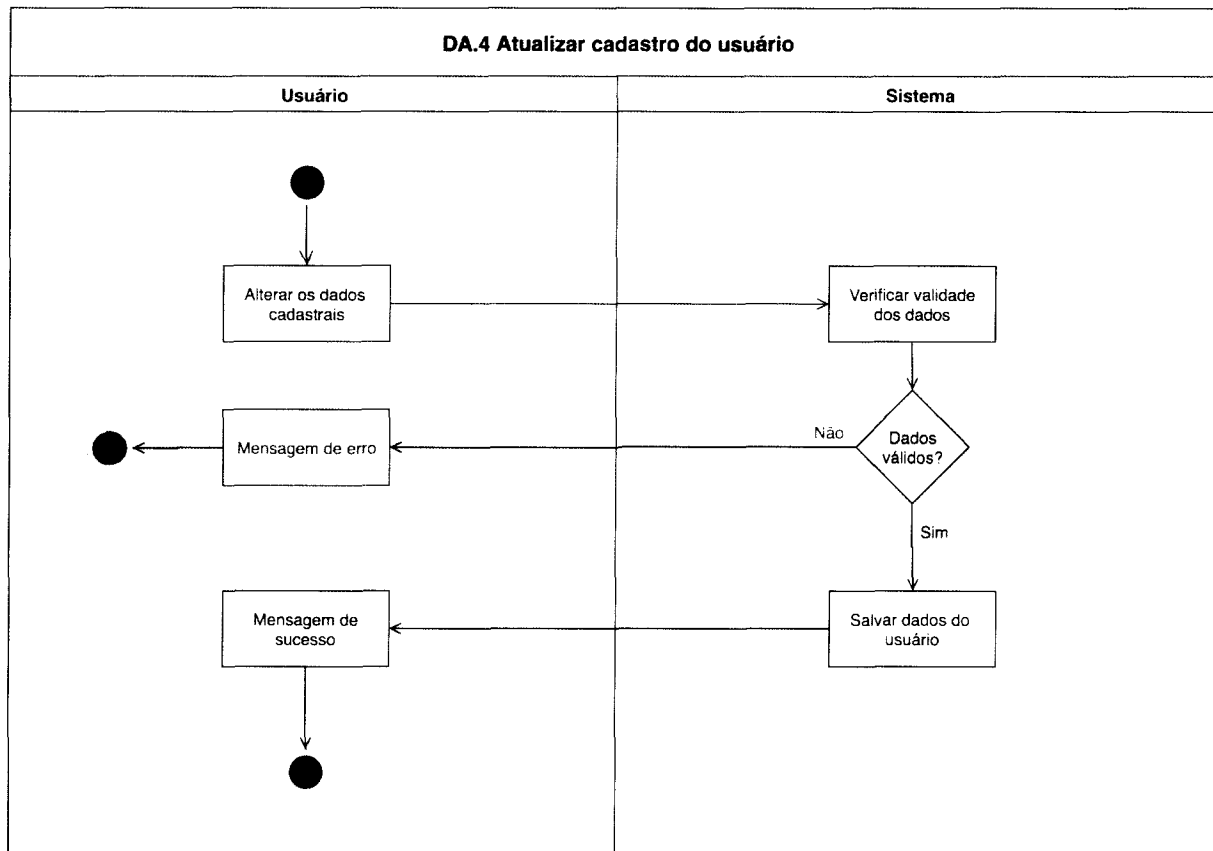 DA.4 Atualizar cadastro do usuário
Usuário
Sistema
Alterar os dados
cadastrais
Verificar validade
dos dados
Mensagem de erro
Não
Dados
válidos?
Sim
Mensagem de
sucesso
Salvar dados do
usuário